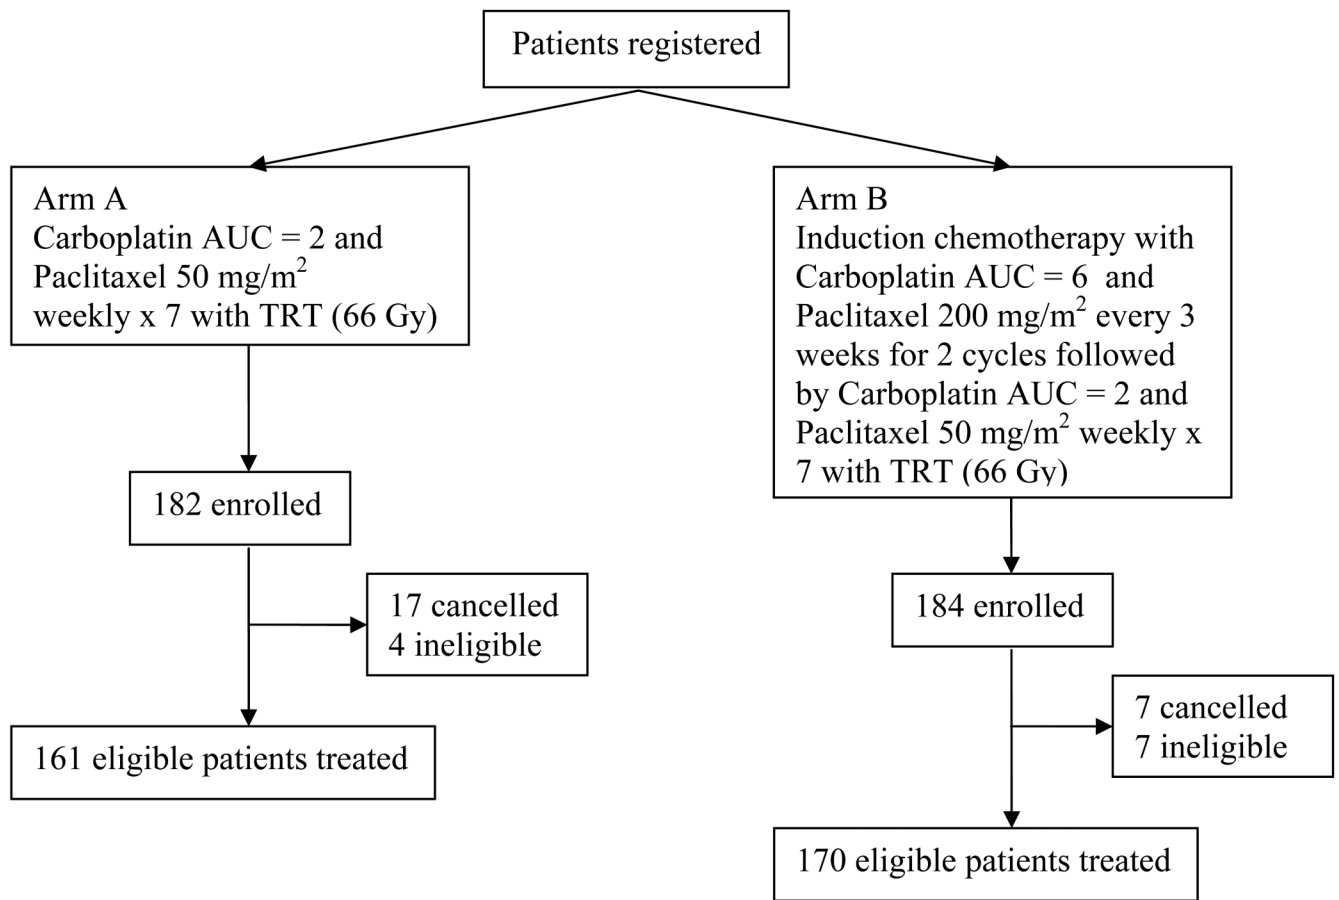 Patients registered
Arm A
Carboplatin AUC = 2 and
Paclitaxel 50 mg/m²
weekly x 7 with TRT (66 Gy)
182 enrolled
17 cancelled
4 ineligible
161 eligible patients treated
Arm B
Induction chemotherapy with
Carboplatin AUC = 6 and
Paclitaxel 200 mg/m² every 3
weeks for 2 cycles followed
by Carboplatin AUC = 2 and
Paclitaxel 50 mg/m² weekly x
7 with TRT (66 Gy)
184 enrolled
7 cancelled
7 ineligible
170 eligible patients treated